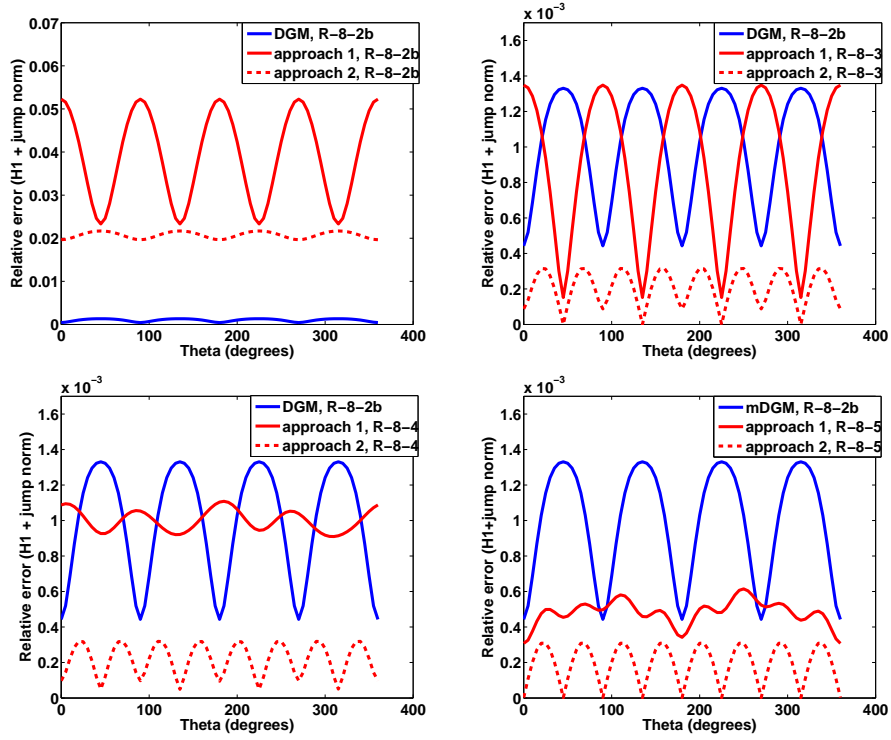 0.07
0.06
0.05
0.04
0.03
0.02
0.01
0
0 100 200 300 400
Relative error (H1 + jump norm)
Theta (degrees)
DGM, R−8−2b
approach 1, R−8−2b
approach 2, R−8−2b
x 10−3
1.6
1.4
1.2
1
0.8
0.6
0.4
0.2
0
0 100 200 300 400
Relative error (H1 + jump norm)
Theta (degrees)
DGM, R−8−2b
approach 1, R−8−3
approach 2, R−8−3
x 10−3
1.6
1.4
1.2
1
0.8
0.6
0.4
0.2
0
0 100 200 300 400
Relative error (H1 + jump norm)
Theta (degrees)
DGM, R−8−2b
approach 1, R−8−4
approach 2, R−8−4
x 10−3
1.6
1.4
1.2
1
0.8
0.6
0.4
0.2
0
0 100 200 300 400
Relative error (H1+jump norm)
Theta (degrees)
mDGM, R−8−2b
approach 1, R−8−5
approach 2, R−8−5